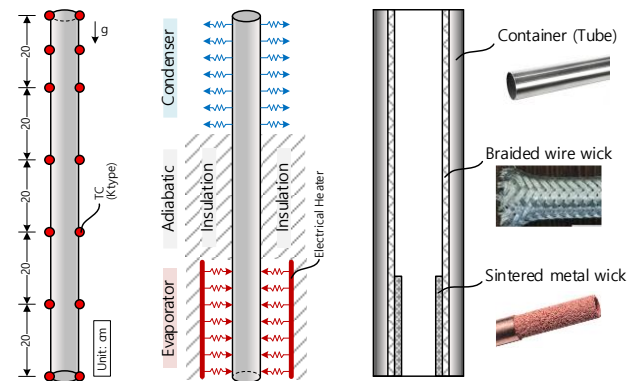 g
20
20
20
20
20
TC
(K type)
Unit: cm
Condenser
Adiabatic
Evaporator
Insulation
Insulation
Electrical Heater
Container (Tube)
Braided wire wick
Sintered metal wick